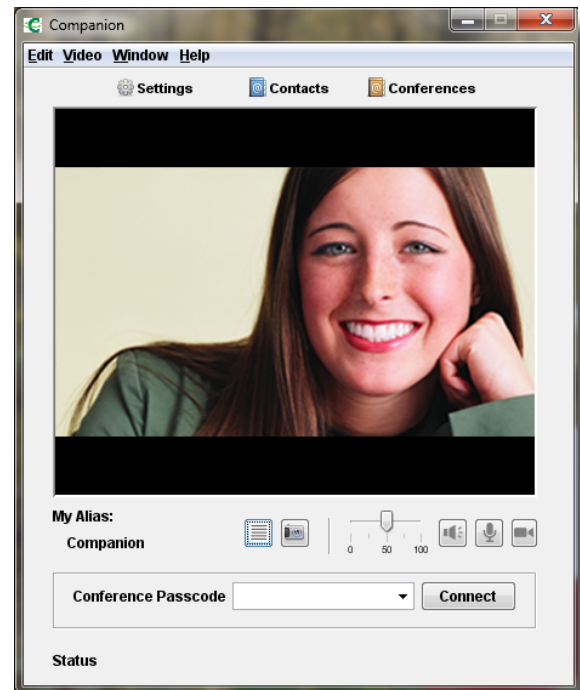 Companion
Edit Video Window Help
Settings Contacts Conferences
My Alias:
Companion
0 50 100
Conference Passcode Connect
Status